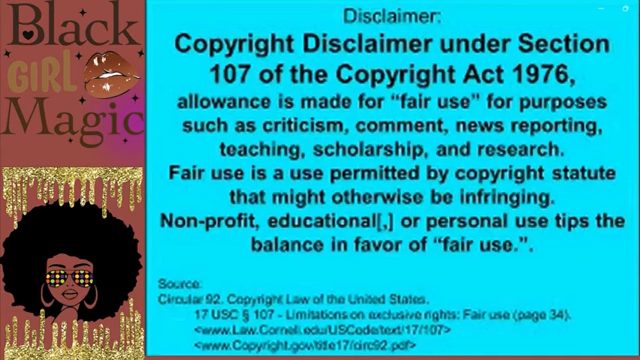 Black
GIRL
Magic
Disclaimer:
Copyright Disclaimer under Section
107 of the Copyright Act 1976,
allowance is made for “fair use” for purposes
such as criticism, comment, news reporting,
teaching, scholarship, and research.
Fair use is a use permitted by copyright statute
that might otherwise be infringing.
Non-profit, educational[,] or personal use tips the
balance in favor of “fair use.”.
Source:
Circular 92. Copyright Law of the United States.
17 USC § 107 - Limitations on exclusive rights: Fair use (page 34).
<www.Law.Cornell.edu/USCode/text/17/107>
<www.Copyright.gov/title17/circ92.pdf>